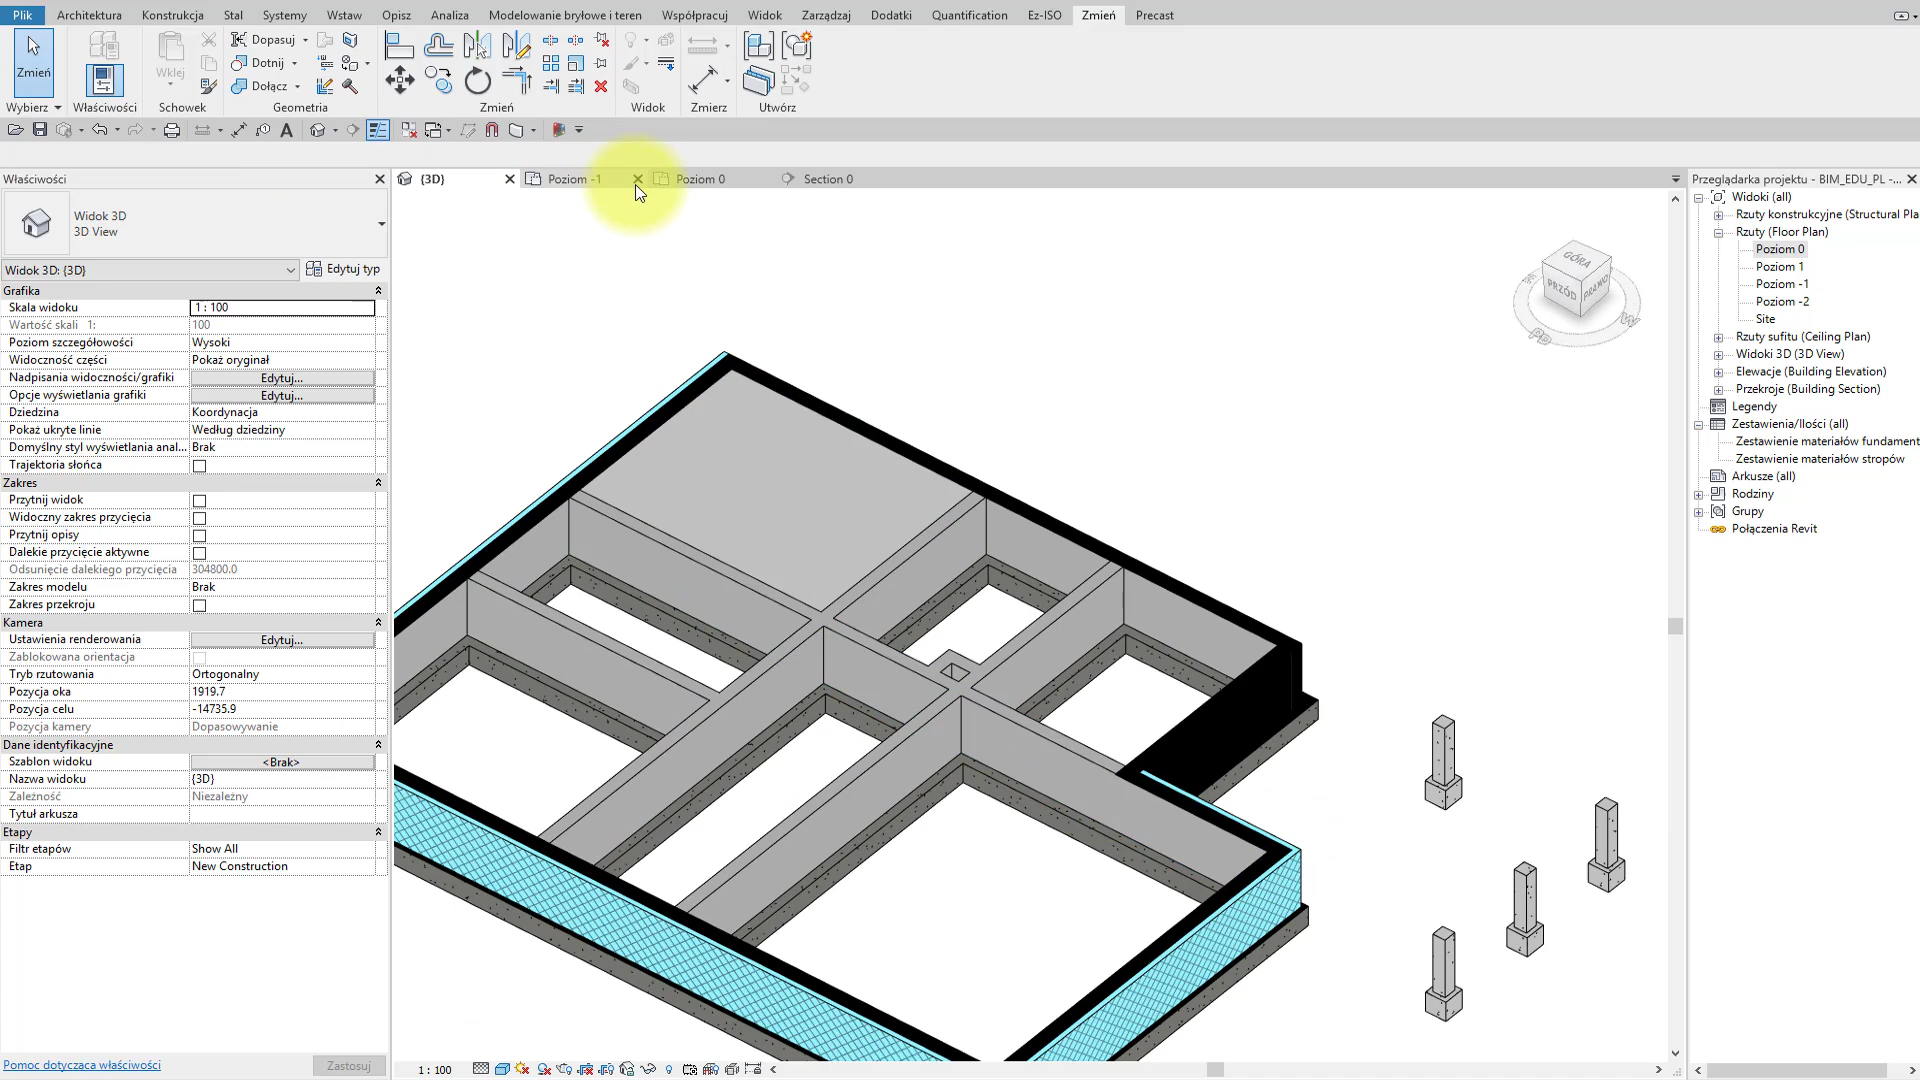 Plik Architektura Konstrukcja Stal Systemy Wstaw Opisz Analiza Modelowanie bryłowe i teren Współpracuj Widok Zarządzaj Dodatki Quantification Ez-ISO Zmień Precast
Dopasuj
Zmień Wklej Dotnij
Dołącz
Wybierz Właściwości Schowek Geometria Zmień Widok Zmierz Utwórz
Właściwości {3D} Poziom -1 Poziom 0 Section 0 Przeglądarka projektu - BIM_EDU_PL -...
Widok 3D
3D View
Widok 3D: {3D} Edytuj typ
Grafika
Skala widoku 1 : 100
Wartość skali 1: 100
Poziom szczegółowości Wysoki
Widoczność części Pokaż oryginał
Nadpisania widoczności/grafiki Edytuj...
Opcje wyświetlania grafiki Edytuj...
Dziedzina Koordynacja
Pokaż ukryte linie Według dziedziny
Domyślny styl wyświetlania anal... Brak
Trajektoria słońca
Zakres
Przytnij widok
Widoczny zakres przycięcia
Przytnij opisy
Dalekie przycięcie aktywne
Odsunięcie dalekiego przycięcia 304800.0
Zakres modelu Brak
Zakres przekroju
Kamera
Ustawienia renderowania Edytuj...
Zablokowana orientacja
Tryb rzutowania Ortogonalny
Pozycja oka 1919.7
Pozycja celu -14735.9
Pozycja kamery Dopasowywanie
Dane identyfikacyjne
Szablon widoku <Brak>
Nazwa widoku {3D}
Zależność Niezależny
Tytuł arkusza
Etapy
Filtr etapów Show All
Etap New Construction
Pomoc dotycząca właściwości Zastosuj
GÓRA
PRZÓD PRAWO
Widoki (all)
Rzuty konstrukcyjne (Structural Pla
Rzuty (Floor Plan)
Poziom 0
Poziom 1
Poziom -1
Poziom -2
Site
Rzuty sufitu (Ceiling Plan)
Widoki 3D (3D View)
Elewacje (Building Elevation)
Przekroje (Building Section)
Legendy
Zestawienia/Ilości (all)
Zestawienie materiałów fundament
Zestawienie materiałów stropów
Arkusze (all)
Rodziny
Grupy
Połączenia Revit
1 : 100